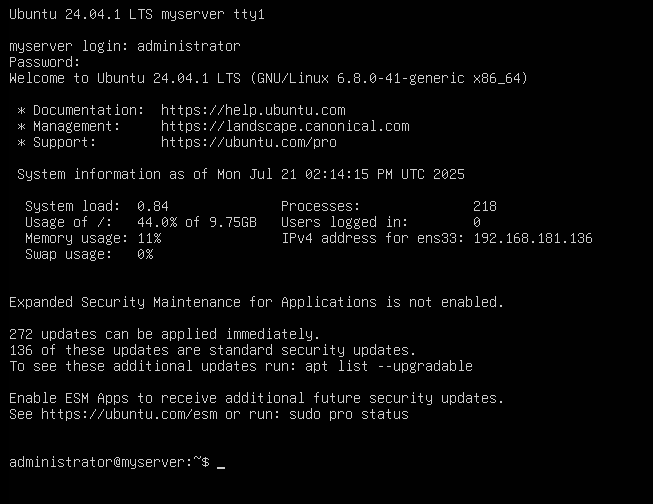 Ubuntu 24.04.1 LTS myserver tty1
myserver login: administrator
Password:
Welcome to Ubuntu 24.04.1 LTS (GNU/Linux 6.8.0-41-generic x86_64)
* Documentation:  https://help.ubuntu.com
* Management:     https://landscape.canonical.com
* Support:        https://ubuntu.com/pro
System information as of Mon Jul 21 02:14:15 PM UTC 2025
System load:  0.84              Processes:              218
Usage of /:   44.0% of 9.75GB   Users logged in:        0
Memory usage: 11%               IPv4 address for ens33: 192.168.181.136
Swap usage:   0%
Expanded Security Maintenance for Applications is not enabled.
272 updates can be applied immediately.
136 of these updates are standard security updates.
To see these additional updates run: apt list --upgradable
Enable ESM Apps to receive additional future security updates.
See https://ubuntu.com/esm or run: sudo pro status
administrator@myserver:~$ _